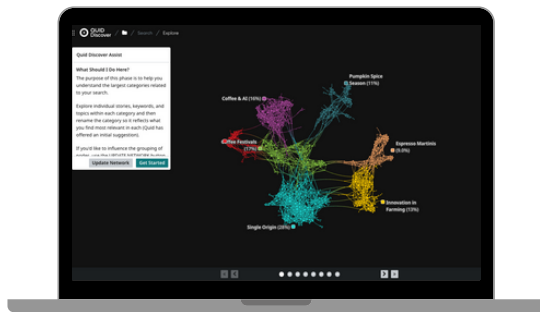 QUID
Discover / / Search / Explore
Quid Discover Assist
What Should I Do Here?
The purpose of this phase is to help you
understand the largest categories related
to your search.
Explore individual stories, keywords, and
topics within each category and then
rename the category so it reflects what
you find most relevant in each (Quid has
offered an initial suggestion).
If you'd like to influence the grouping of
Update Network
Get Started
Pumpkin Spice
Season (11%)
Coffee & AI (16%)
Coffee Festivals
(17%)
Espresso Martinis
(9.0%)
Innovation in
Farming (13%)
Single Origin (28%)